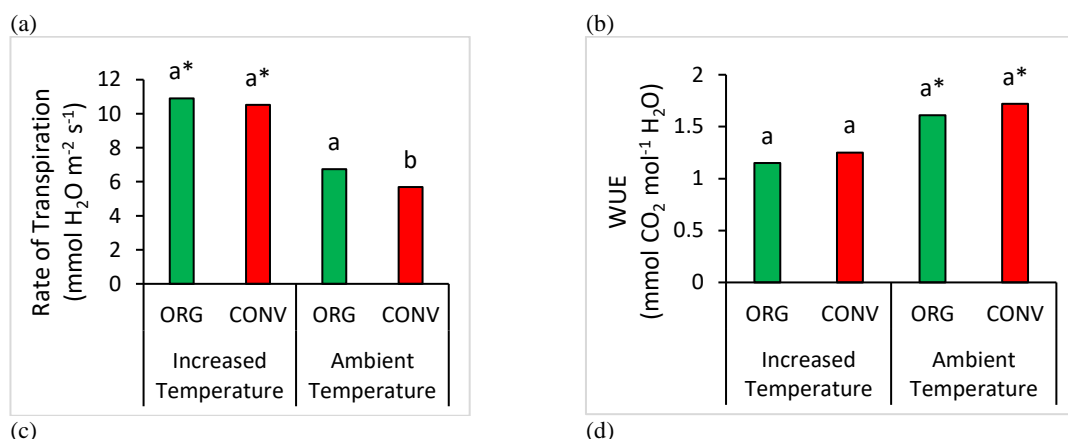 (a)
Rate of Transpiration
(mmol H₂O m⁻² s⁻¹)
12
10
8
6
4
2
0
a*
a*
a
b
ORG CONV ORG CONV
Increased Temperature
Ambient Temperature
(b)
WUE
(mmol CO₂ mol⁻¹ H₂O)
2
1.5
1
0.5
0
a
a
a*
a*
ORG CONV ORG CONV
Increased Temperature
Ambient Temperature
(c)
(d)